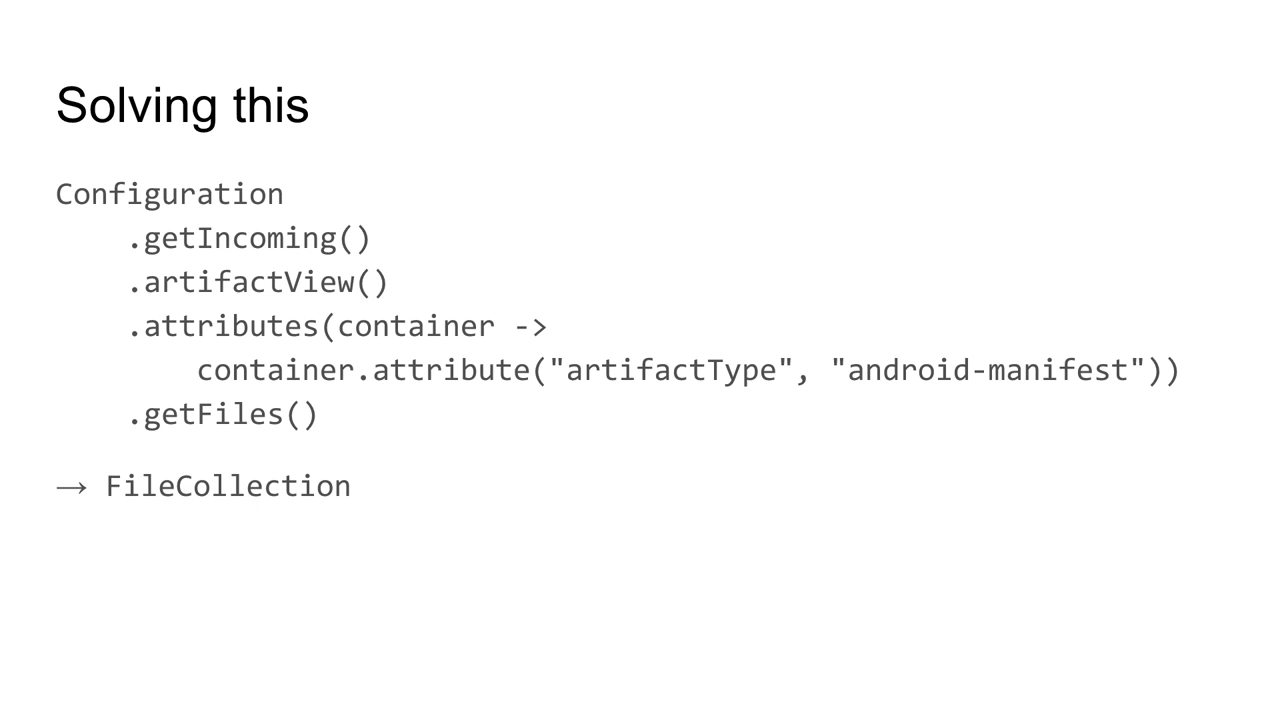 Solving this
Configuration
    .getIncoming()
    .artifactView()
    .attributes(container ->
        container.attribute("artifactType", "android-manifest"))
    .getFiles()
→ FileCollection